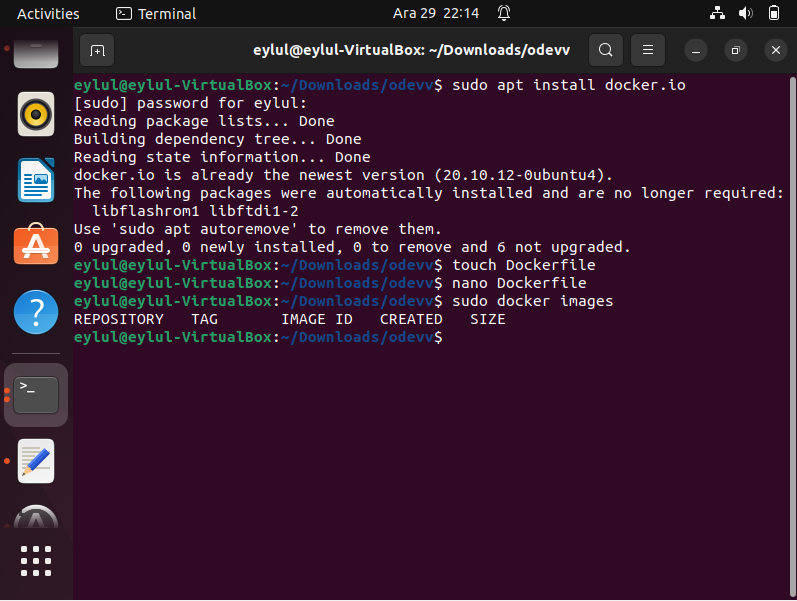 Activities Terminal Ara 29 22:14
eylul@eylul-VirtualBox: ~/Downloads/odevv
eylul@eylul-VirtualBox:~/Downloads/odevv$ sudo apt install docker.io
[sudo] password for eylul:
Reading package lists... Done
Building dependency tree... Done
Reading state information... Done
docker.io is already the newest version (20.10.12-0ubuntu4).
The following packages were automatically installed and are no longer required:
  libflashrom1 libftdi1-2
Use 'sudo apt autoremove' to remove them.
0 upgraded, 0 newly installed, 0 to remove and 6 not upgraded.
eylul@eylul-VirtualBox:~/Downloads/odevv$ touch Dockerfile
eylul@eylul-VirtualBox:~/Downloads/odevv$ nano Dockerfile
eylul@eylul-VirtualBox:~/Downloads/odevv$ sudo docker images
REPOSITORY   TAG       IMAGE ID   CREATED   SIZE
eylul@eylul-VirtualBox:~/Downloads/odevv$